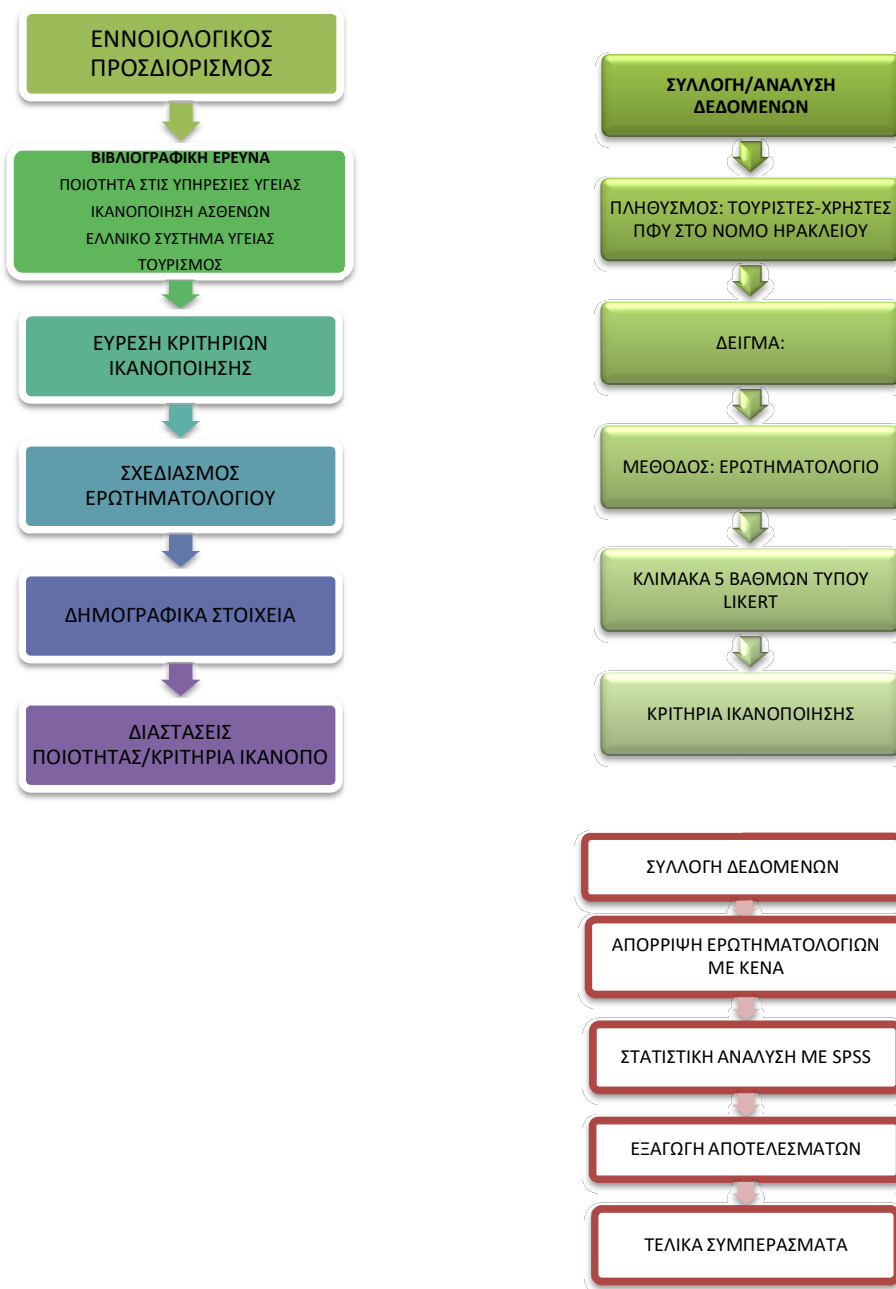 ΕΝΝΟΙΟΛΟΓΙΚΟΣ
ΠΡΟΣΔΙΟΡΙΣΜΟΣ
ΒΙΒΛΙΟΓΡΑΦΙΚΗ ΕΡΕΥΝΑ
ΠΟΙΟΤΗΤΑ ΣΤΙΣ ΥΠΗΡΕΣΙΕΣ ΥΓΕΙΑΣ
ΙΚΑΝΟΠΟΙΗΣΗ ΑΣΘΕΝΩΝ
ΕΛΛΝΙΚΟ ΣΥΣΤΗΜΑ ΥΓΕΙΑΣ
ΤΟΥΡΙΣΜΟΣ
ΕΥΡΕΣΗ ΚΡΙΤΗΡΙΩΝ
ΙΚΑΝΟΠΟΙΗΣΗΣ
ΣΧΕΔΙΑΣΜΟΣ
ΕΡΩΤΗΜΑΤΟΛΟΓΙΟΥ
ΔΗΜΟΓΡΑΦΙΚΑ ΣΤΟΙΧΕΙΑ
ΔΙΑΣΤΑΣΕΙΣ
ΠΟΙΟΤΗΤΑΣ/ΚΡΙΤΗΡΙΑ ΙΚΑΝΟΠΟ
ΣΥΛΛΟΓΗ/ΑΝΑΛΥΣΗ
ΔΕΔΟΜΕΝΩΝ
ΠΛΗΘΥΣΜΟΣ: ΤΟΥΡΙΣΤΕΣ-ΧΡΗΣΤΕΣ
ΠΦΥ ΣΤΟ ΝΟΜΟ ΗΡΑΚΛΕΙΟΥ
ΔΕΙΓΜΑ:
ΜΕΘΟΔΟΣ: ΕΡΩΤΗΜΑΤΟΛΟΓΙΟ
ΚΛΙΜΑΚΑ 5 ΒΑΘΜΩΝ ΤΥΠΟΥ
LIKERT
ΚΡΙΤΗΡΙΑ ΙΚΑΝΟΠΟΙΗΣΗΣ
ΣΥΛΛΟΓΗ ΔΕΔΟΜΕΝΩΝ
ΑΠΟΡΡΙΨΗ ΕΡΩΤΗΜΑΤΟΛΟΓΙΩΝ
ΜΕ ΚΕΝΑ
ΣΤΑΤΙΣΤΙΚΗ ΑΝΑΛΥΣΗ ΜΕ SPSS
ΕΞΑΓΩΓΗ ΑΠΟΤΕΛΕΣΜΑΤΩΝ
ΤΕΛΙΚΑ ΣΥΜΠΕΡΑΣΜΑΤΑ